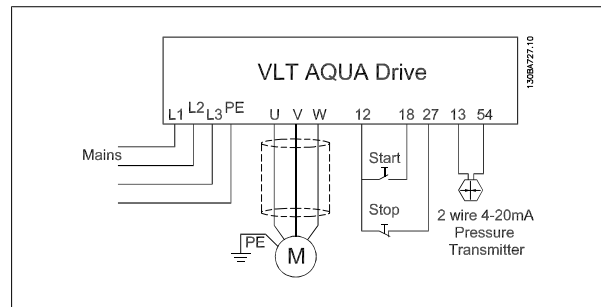 VLT AQUA Drive
130BA727.10
L1 L2 L3 PE U V W 12 18 27 13 54
Mains
Start
Stop
PE
M
2 wire 4-20mA
Pressure
Transmitter